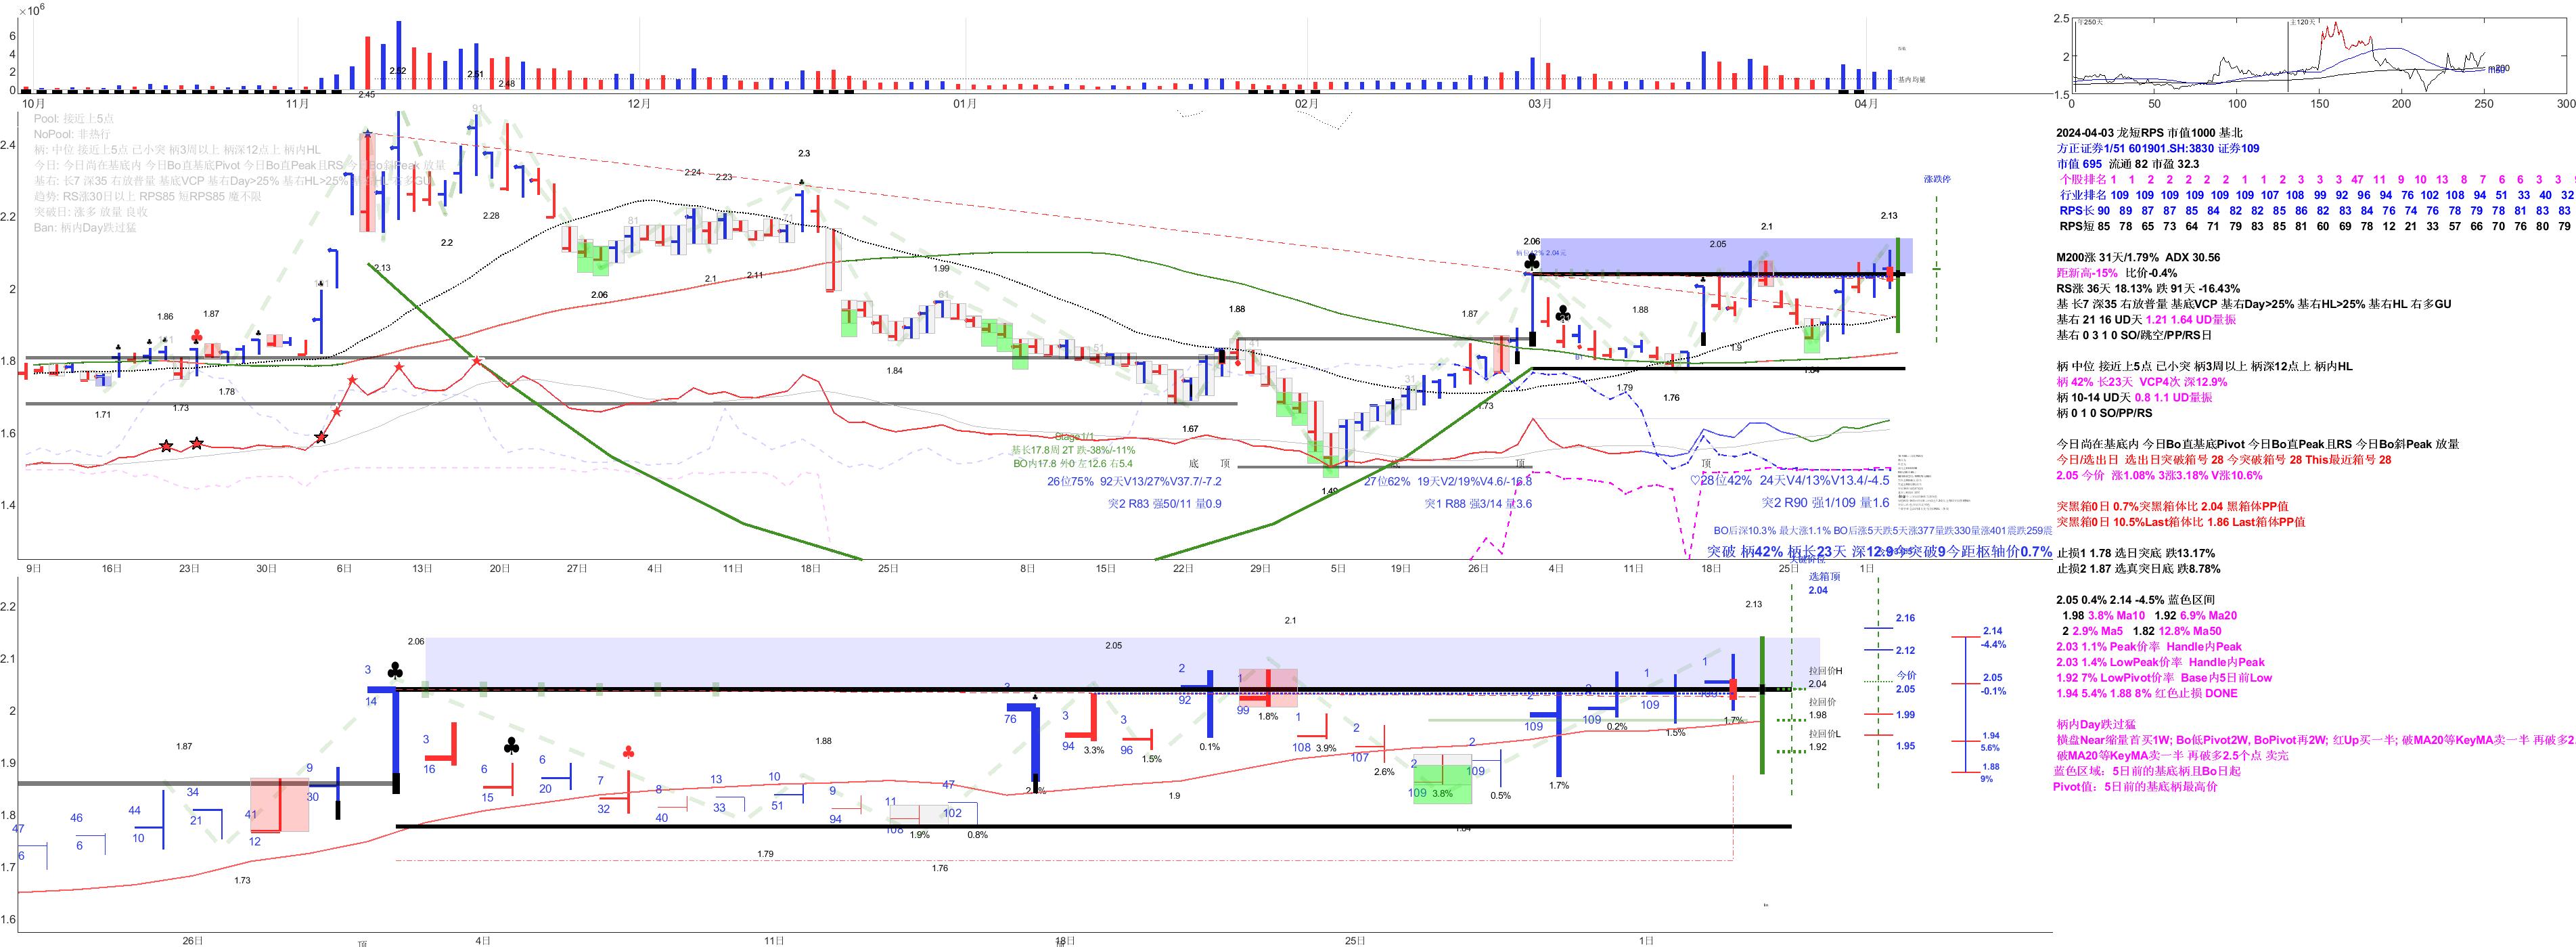 ×10⁶
6
4
2
0
2.52
2.51
2.48
2.45
基内均量
10月
11月
12月
01月
02月
03月
04月
2.5
2
1.5
年250天
主120天
m200
0
50
100
150
200
250
300
Pool: 接近上5点
NoPool: 非热行
柄: 中位 接近上5点 己小突 柄3周以上 柄深12点上 柄内HL
今日: 今日尚在基底内 今日Bo直基底Pivot 今日Bo直Peak且RS 今日Bo斜Peak 放量
基右: 长7 深35 右放普量 基底VCP 基右Day>25% 基右HL>25% 基右HL 右多GU
趋势: RS涨30日以上 RPS85 短RPS85 魔不限
突破日: 涨多 放量 良收
Ban: 柄内Day跌过猛
2.4
2.2
2
1.8
1.6
1.4
91
2.3
2.24
2.23
2.28
2.2
81
71
2.13
2.1
2.11
2.06
1.99
1.86
1.87
1.71
1.73
1.78
61
51
1.84
1.88
41
1.67
1.49
31
1.87
1.73
2.06
柄位42% 2.04元
1.88
1.79
1.76
2.05
2.1
1.9
1.84
2.13
涨跌停
Stage1/1
基长17.8周 2T 跌-38%/-11%
BO内17.8 外0 左12.6 右5.4
底
顶
顶
顶
26位75% 92天V13/27%V37.7/-7.2
突2 R83 强50/11 量0.9
27位62% 19天V2/19%V4.6/-16.8
突1 R88 强3/14 量3.6
♡28位42% 24天V4/13%V13.4/-4.5
突2 R90 强1/109 量1.6
BO后深10.3% 最大涨1.1% BO后涨5天跌5天涨377量跌330量涨401震跌259震
突破 柄42% 柄长23天 深12.9今突破9今距枢轴价0.7%
9日
16日
23日
30日
6日
13日
20日
27日
4日
11日
18日
25日
8日
15日
22日
29日
5日
19日
26日
4日
11日
18日
25日
1日
选箱顶
2.04
2.2
2.1
2
1.9
1.8
1.7
1.6
47
6
46
6
44
10
34
21
41
12
9
30
3
14
3
16
6
15
6
20
7
32
8
40
13
33
10
51
9
94
11
108
47
102
2
76
3
94
3
96
2
92
1
99
1
108
2
107
109
2
109
2
109
2
109
1
109
1
1.87
1.73
2.06
1.88
1.79
1.76
1.9
2.05
2.1
1.84
2.13
1.9%
0.8%
3.3%
1.5%
0.1%
1.8%
3.9%
2.6%
3.8%
0.5%
1.7%
0.2%
1.5%
1.7%
拉回价H
2.04
拉回价
1.98
拉回价L
1.92
2.16
2.12
今价
2.05
1.99
1.95
2.14
-4.4%
2.05
-0.1%
1.94
5.6%
1.88
9%
26日
顶
4日
11日
18日
25日
1日
2024-04-03 龙短RPS 市值1000 基北
方正证券1/51 601901.SH:3830 证券109
市值 695 流通 82 市盈 32.3
个股排名 1 1 2 2 2 2 2 1 1 2 3 3 3 47 11 9 10 13 8 7 6 6 3 3
行业排名 109 109 109 109 109 107 108 99 92 96 94 76 102 108 94 51 33 40 32
RPS长 90 89 87 87 85 84 82 82 85 86 82 83 84 76 74 76 78 79 78 81 83 83
RPS短 85 78 65 73 64 71 79 83 85 81 60 69 78 12 21 33 57 66 70 76 80 79
M200涨 31天/1.79% ADX 30.56
距新高-15% 比价-0.4%
RS涨 36天 18.13% 跌 91天 -16.43%
基 长7 深35 右放普量 基底VCP 基右Day>25% 基右HL>25% 基右HL 右多GU
基右 21 16 UD天 1.21 1.64 UD量振
基右 0 3 1 0 SO/跳空/PP/RS日
柄 中位 接近上5点 己小突 柄3周以上 柄深12点上 柄内HL
柄 42% 长23天 VCP4次 深12.9%
柄 10-14 UD天 0.8 1.1 UD量振
柄 0 1 0 SO/PP/RS
今日尚在基底内 今日Bo直基底Pivot 今日Bo直Peak且RS 今日Bo斜Peak 放量
今日/选出日 选出日突破箱号 28 今突破箱号 28 This最近箱号 28
2.05 今价 涨1.08% 3涨3.18% V涨10.6%
突黑箱0日 0.7%突黑箱体比 2.04 黑箱体PP值
突黑箱0日 10.5%Last箱体比 1.86 Last箱体PP值
止损1 1.78 选日突底 跌13.17%
止损2 1.87 选真突日底 跌8.78%
2.05 0.4% 2.14 -4.5% 蓝色区间
1.98 3.8% Ma10 1.92 6.9% Ma20
2 2.9% Ma5 1.82 12.8% Ma50
2.03 1.1% Peak价率 Handle内Peak
2.03 1.4% LowPeak价率 Handle内Peak
1.92 7% LowPivot价率 Base内5日前Low
1.94 5.4% 1.88 8% 红色止损 DONE
柄内Day跌过猛
横盘Near缩量首买1W; Bo低Pivot2W, BoPivot再2W; 红Up买一半; 破MA20等KeyMA卖一半 再破多2.
破MA20等KeyMA卖一半 再破多2.5个点 卖完
蓝色区域: 5日前的基底柄且Bo日起
Pivot值: 5日前的基底柄最高价